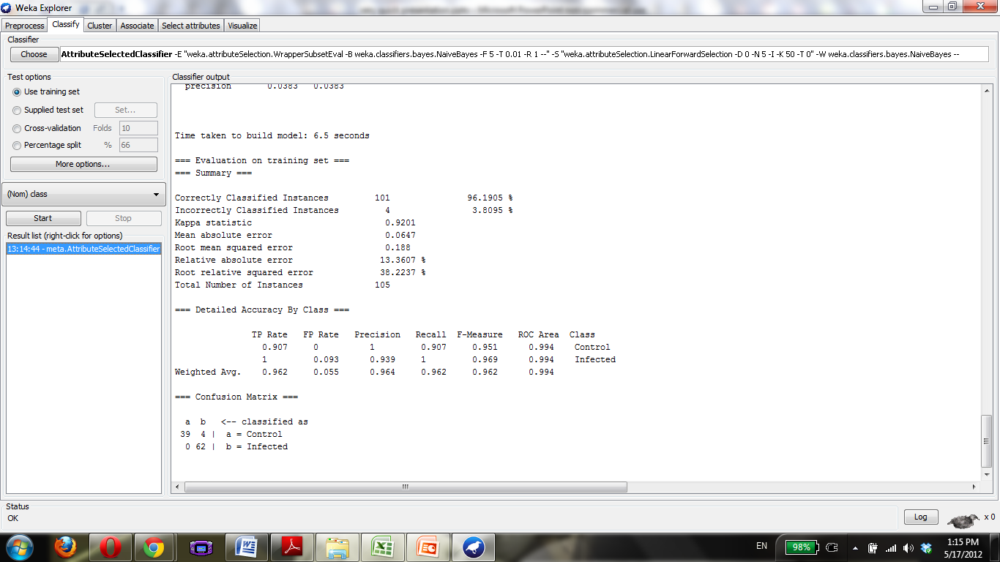 Weka Explorer
Preprocess Classify Cluster Associate Select attributes Visualize
Classifier
Choose AttributeSelectedClassifier -E "weka.attributeSelection.WrapperSubsetEval -B weka.classifiers.bayes.NaiveBayes -F 5 -T 0.01 -R 1 --" -S "weka.attributeSelection.LinearForwardSelection -D 0 -N 5 -I -K 50 -T 0" -W weka.classifiers.bayes.NaiveBayes --
Test options
Use training set
Supplied test set Set...
Cross-validation Folds 10
Percentage split % 66
More options...
(Nom) class
Start Stop
Result list (right-click for options)
13:14:44 - meta.AttributeSelectedClassifier
Classifier output
precision 0.0383 0.0383
Time taken to build model: 6.5 seconds
=== Evaluation on training set ===
=== Summary ===
Correctly Classified Instances 101 96.1905 %
Incorrectly Classified Instances 4 3.8095 %
Kappa statistic 0.9201
Mean absolute error 0.0647
Root mean squared error 0.188
Relative absolute error 13.3607 %
Root relative squared error 38.2237 %
Total Number of Instances 105
=== Detailed Accuracy By Class ===
TP Rate FP Rate Precision Recall F-Measure ROC Area Class
0.907 0 1 0.907 0.951 0.994 Control
1 0.093 0.939 1 0.969 0.994 Infected
Weighted Avg. 0.962 0.055 0.964 0.962 0.962 0.994
=== Confusion Matrix ===
a b <-- classified as
39 4 | a = Control
0 62 | b = Infected
Status
OK
Log x 0
EN 98% 1:15 PM
5/17/2012